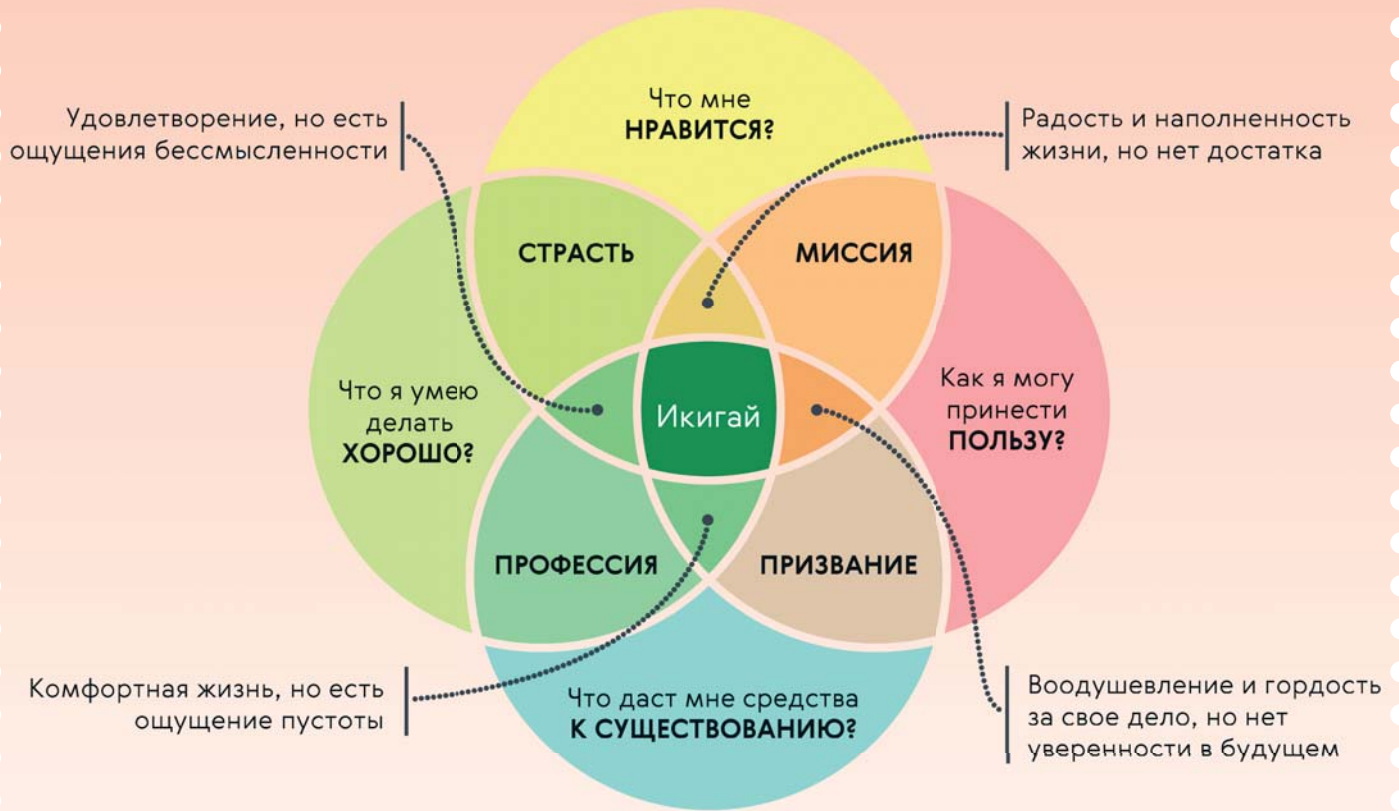 Что мне
НРАВИТСЯ?
Удовлетворение, но есть
ощущения бессмысленности
Радость и наполненность
жизни, но нет достатка
СТРАСТЬ
МИССИЯ
Что я умею
делать
ХОРОШО?
Икигай
Как я могу
принести
ПОЛЬЗУ?
ПРОФЕССИЯ
ПРИЗВАНИЕ
Комфортная жизнь, но есть
ощущение пустоты
Что даст мне средства
К СУЩЕСТВОВАНИЮ?
Воодушевление и гордость
за свое дело, но нет
уверенности в будущем